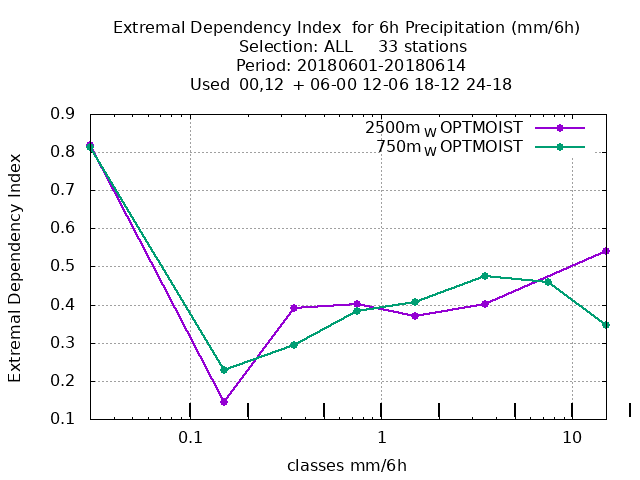 Extremal Dependency Index  for 6h Precipitation (mm/6h)
Selection: ALL     33 stations
Period: 20180601-20180614
Used  00,12  + 06-00 12-06 18-12 24-18
0.9
0.8
0.7
0.6
0.5
0.4
0.3
0.2
0.1
Extremal Dependency Index
2500m W OPTMOIST
750m W OPTMOIST
0.1 1 10
classes mm/6h